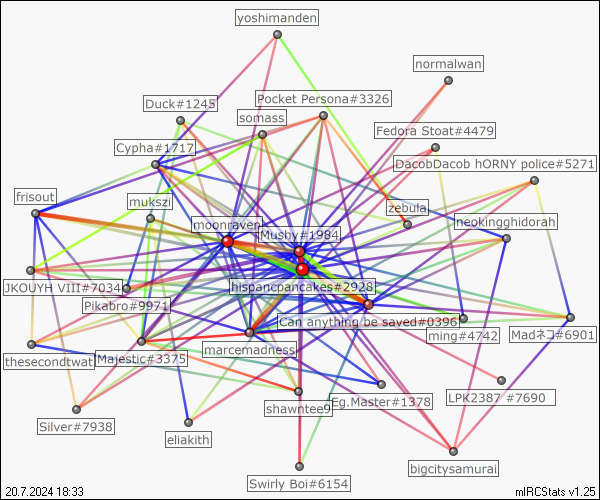 yoshimanden
normalwan
Duck#1245
Pocket Persona#3326
somass
Fedora Stoat#4479
Cypha#1717
DacobDacob hORNY police#5271
frisout
mukszi
zebula
moonraven
neokingghidorah
Mushy#1984
JKOUYH VIII#7034
hispancpancakes#2928
Pikabro#9971
Can anything be saved#0396
ming#4742
Madネコ#6901
thesecondtwat
Majestic#3375
marcemadness
shawntee9
Eg.Master#1378
LPK2387 ⁧#7690
Silver#7938
eliakith
bigcitysamurai
Swirly Boi#6154
20.7.2024 18:33
mIRCStats v1.25